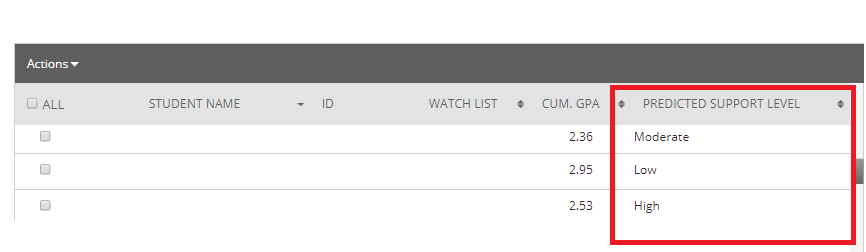 Actions
ALL STUDENT NAME ID WATCH LIST CUM. GPA PREDICTED SUPPORT LEVEL
2.36 Moderate
2.95 Low
2.53 High